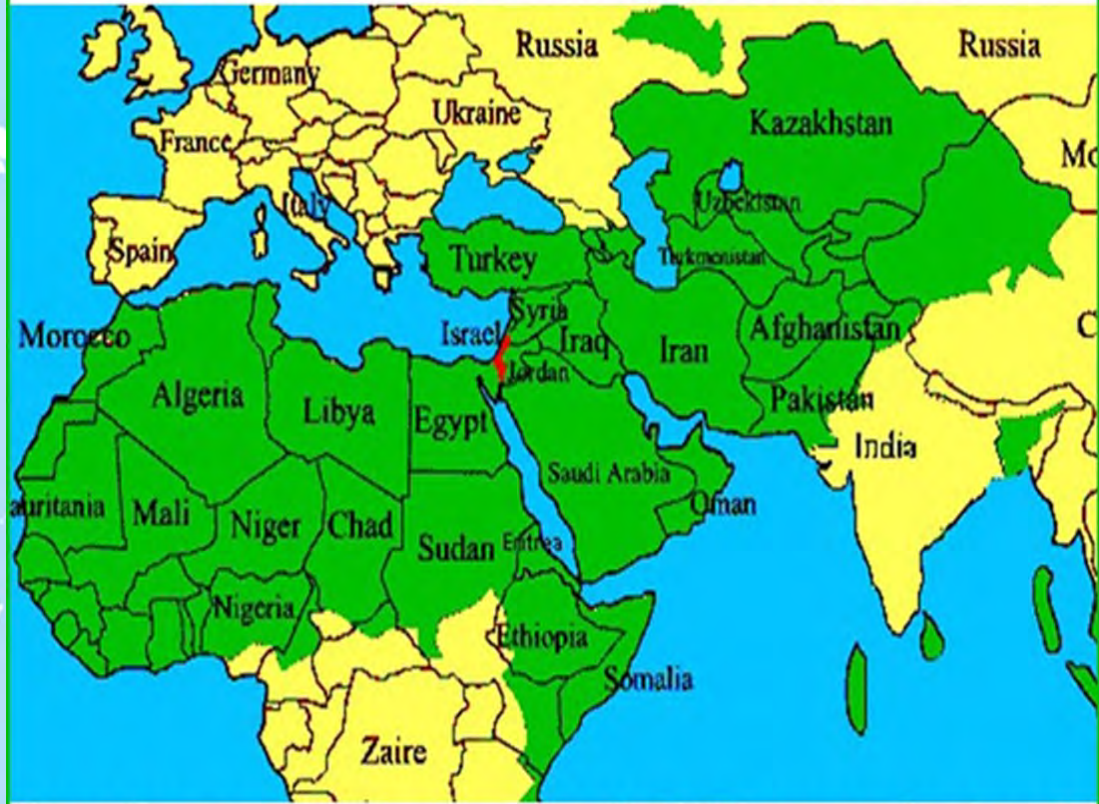 Russia
Russia
Germany
Ukraine
Kazakhstan
France
Mo
Uzbekistan
Italy
Spain
Turkey
Turkmenistan
Syria
Morocco
Israel
Iraq
Iran
Afghanistan
C
Jordan
Algeria
Libya
Egypt
Pakistan
India
Saudi Arabia
auritania
Mali
Niger
Chad
Oman
Sudan
Eritrea
Nigeria
Ethiopia
Somalia
Zaire